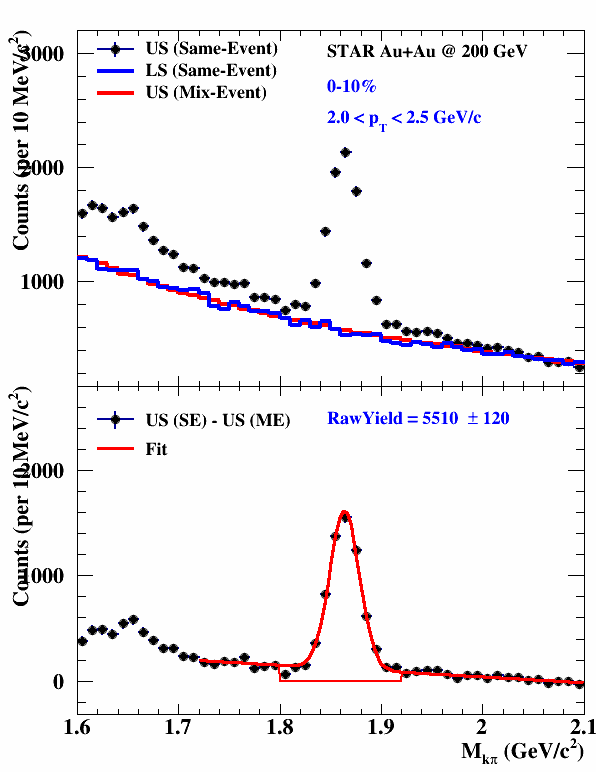 US (Same-Event)
LS (Same-Event)
US (Mix-Event)
STAR Au+Au @ 200 GeV
0-10%
2.0 < p_T < 2.5 GeV/c
Counts (per 10 MeV/c²)
3000
2000
1000
US (SE) - US (ME)
Fit
RawYield = 5510 ± 120
Counts (per 10 MeV/c²)
2000
1000
0
1.6 1.7 1.8 1.9 2 2.1
M_kπ (GeV/c²)